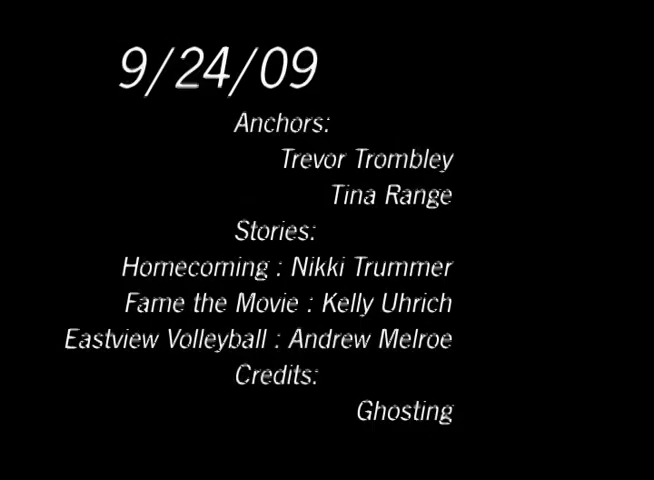 9/24/09
Anchors:
Trevor Trombley
Tina Range
Stories:
Homecoming : Nikki Trummer
Fame the Movie : Kelly Uhrich
Eastview Volleyball : Andrew Melroe
Credits:
Ghosting